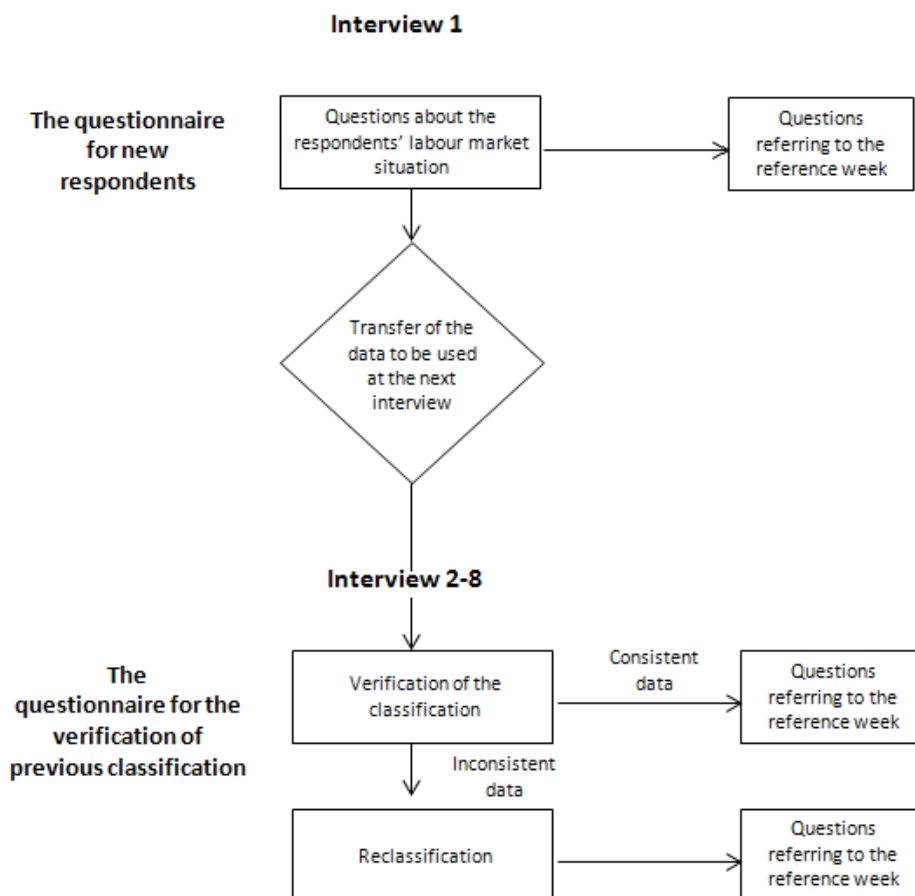 Interview 1
The questionnaire
for new
respondents
Questions about the
respondents' labour market
situation
Questions
referring to the
reference week
Transfer of the
data to be used
at the next
interview
Interview 2-8
The
questionnaire for the
verification of
previous classification
Verification of the
classification
Consistent
data
Questions
referring to the
reference week
Inconsistent
data
Reclassification
Questions
referring to the
reference week